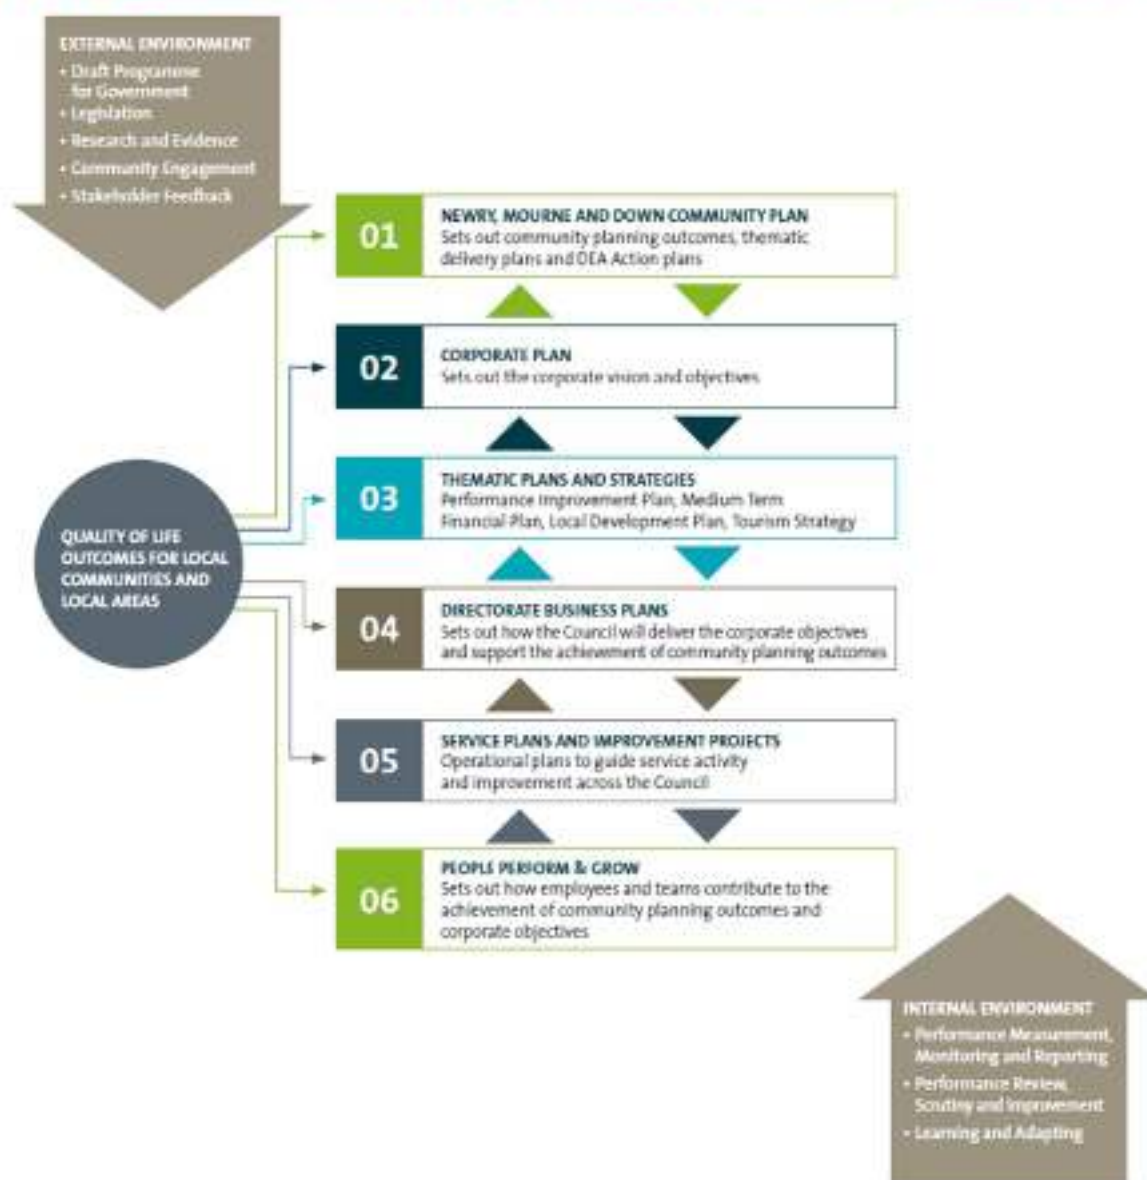 EXTERNAL ENVIRONMENT
• Draft Programme
for Government
• Legislation
• Research and Evidence
• Community Engagement
• Stakeholder Feedback
01
NEWRY, MOURNE AND DOWN COMMUNITY PLAN
Sets out community planning outcomes, thematic
delivery plans and DEA Action plans
02
CORPORATE PLAN
Sets out the corporate vision and objectives
03
THEMATIC PLANS AND STRATEGIES
Performance Improvement Plan, Medium Term
Financial Plan, Local Development Plan, Tourism Strategy
QUALITY OF LIFE
OUTCOMES FOR LOCAL
COMMUNITIES AND
LOCAL AREAS
04
DIRECTORATE BUSINESS PLANS
Sets out how the Council will deliver the corporate objectives
and support the achievement of community planning outcomes
05
SERVICE PLANS AND IMPROVEMENT PROJECTS
Operational plans to guide service activity
and improvement across the Council
06
PEOPLE PERFORM & GROW
Sets out how employees and teams contribute to the
achievement of community planning outcomes and
corporate objectives
INTERNAL ENVIRONMENT
• Performance Measurement,
Monitoring and Reporting
• Performance Review,
Scrutiny and Improvement
• Learning and Adapting